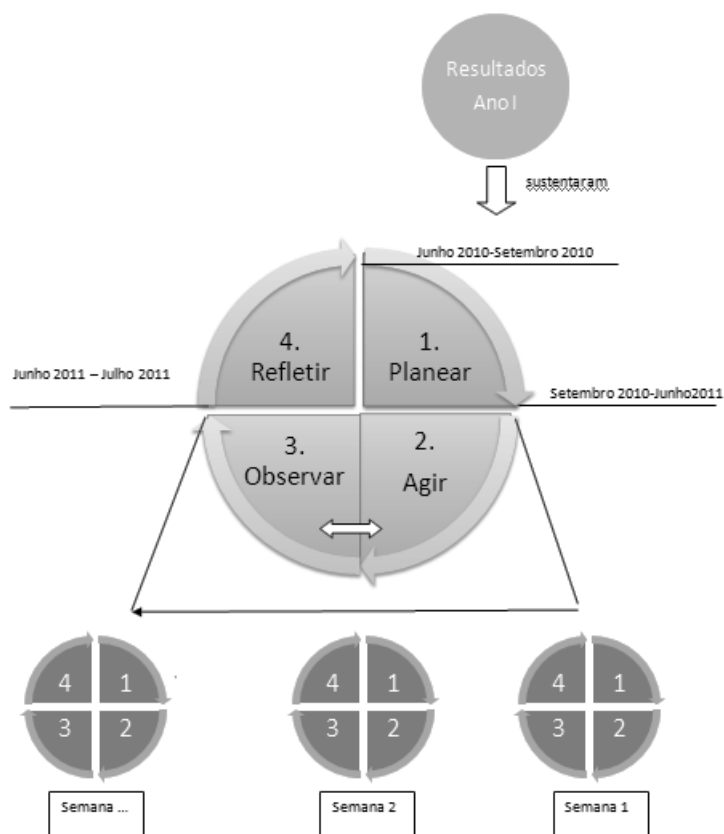 Resultados
Ano I
sustentaram
Junho 2010-Setembro 2010
4.
Refletir
1.
Planear
Junho 2011 – Julho 2011
Setembro 2010-Junho2011
3.
Observar
2.
Agir
4 1
3 2
4 1
3 2
4 1
3 2
Semana ...
Semana 2
Semana 1